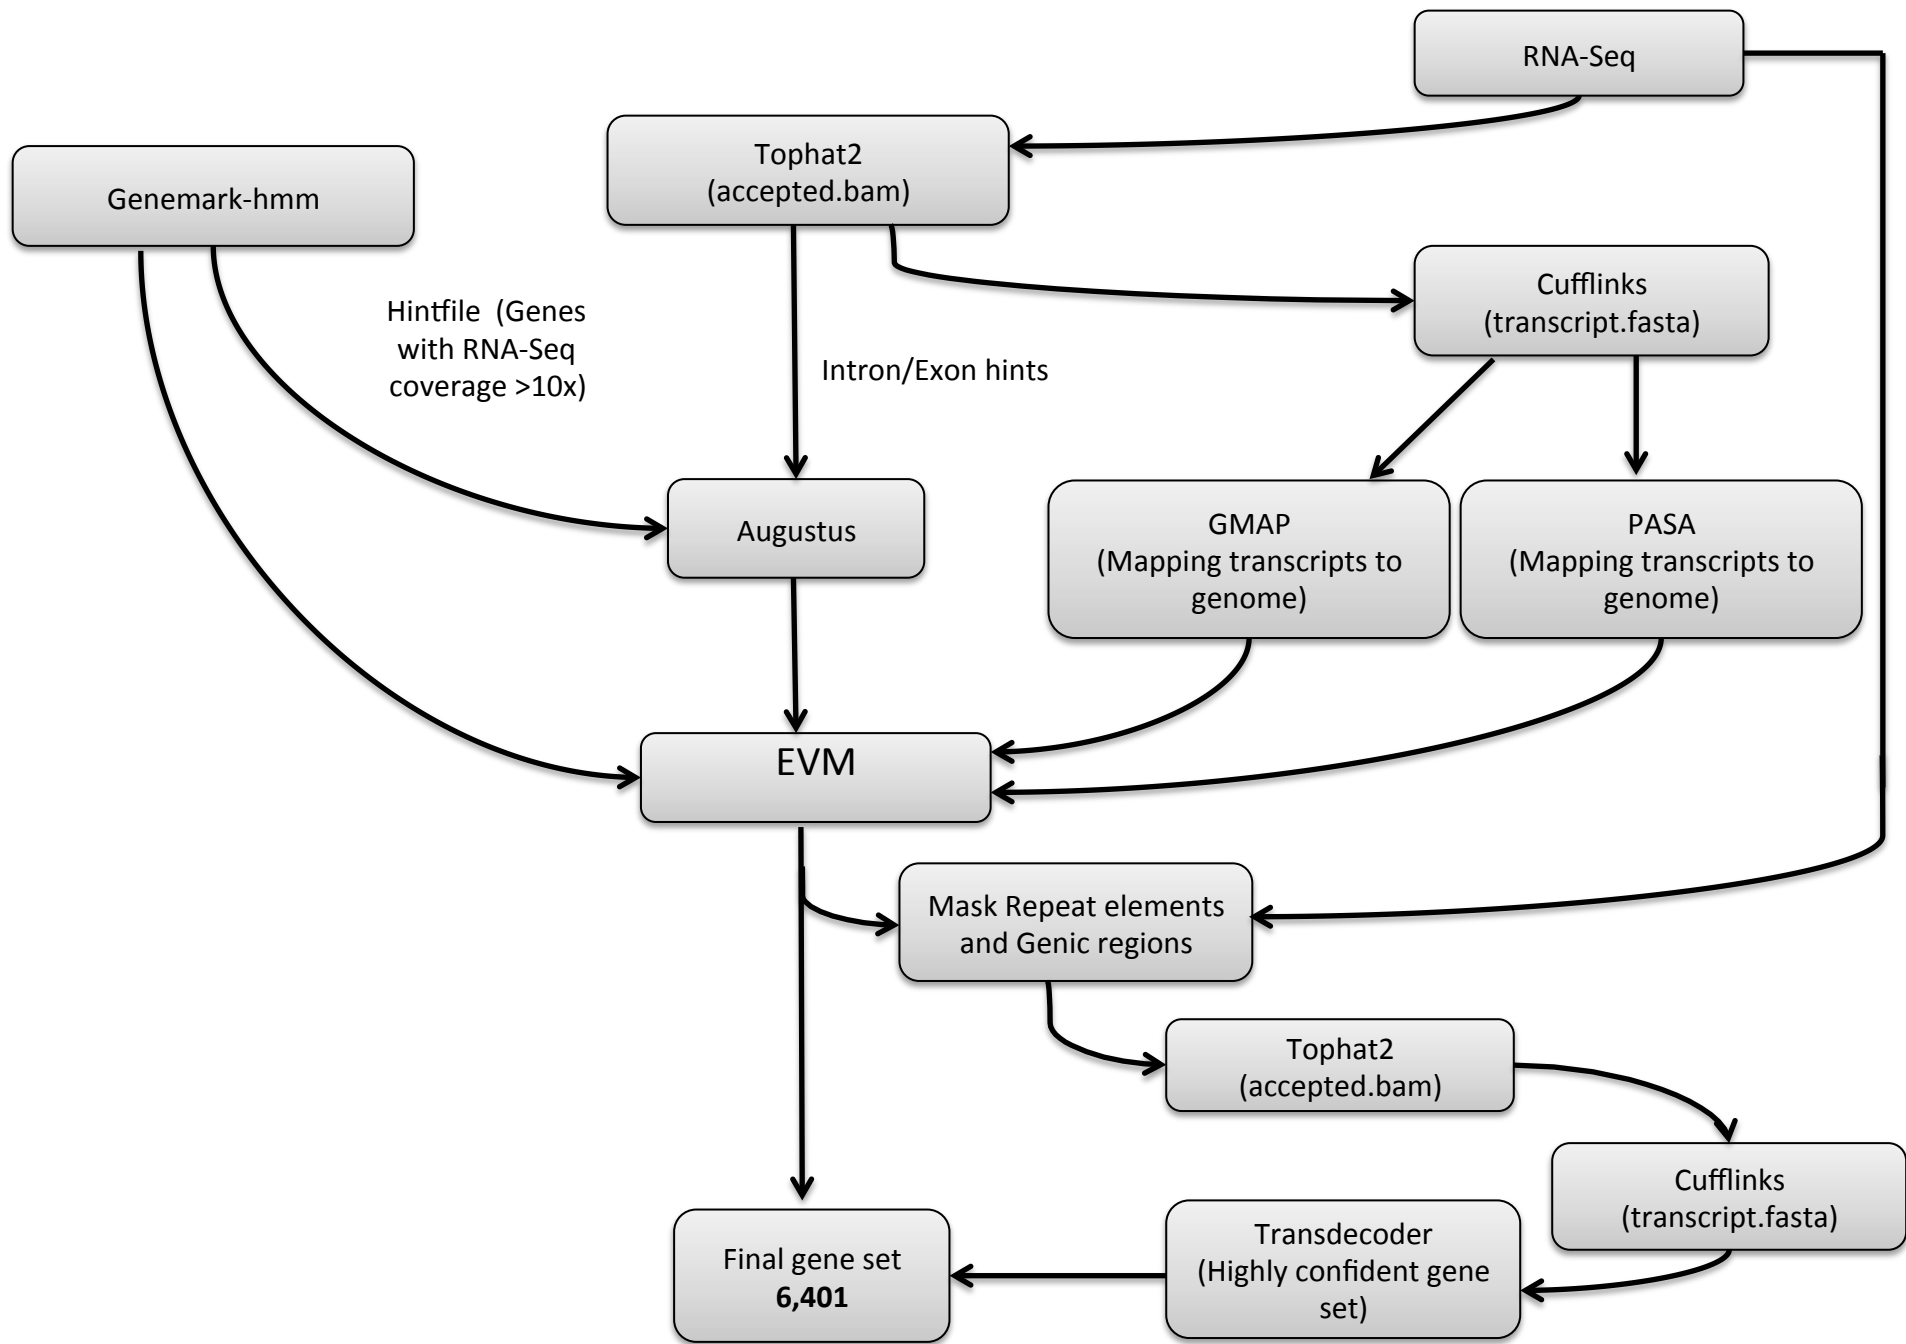 RNA-Seq
Tophat2
(accepted.bam)
Genemark-hmm
Cufflinks
(transcript.fasta)
Hintfile (Genes
with RNA-Seq
coverage >10x)
Intron/Exon hints
Augustus
GMAP
(Mapping transcripts to
genome)
PASA
(Mapping transcripts to
genome)
EVM
Mask Repeat elements
and Genic regions
Tophat2
(accepted.bam)
Cufflinks
(transcript.fasta)
Transdecoder
(Highly confident gene
set)
Final gene set
6,401